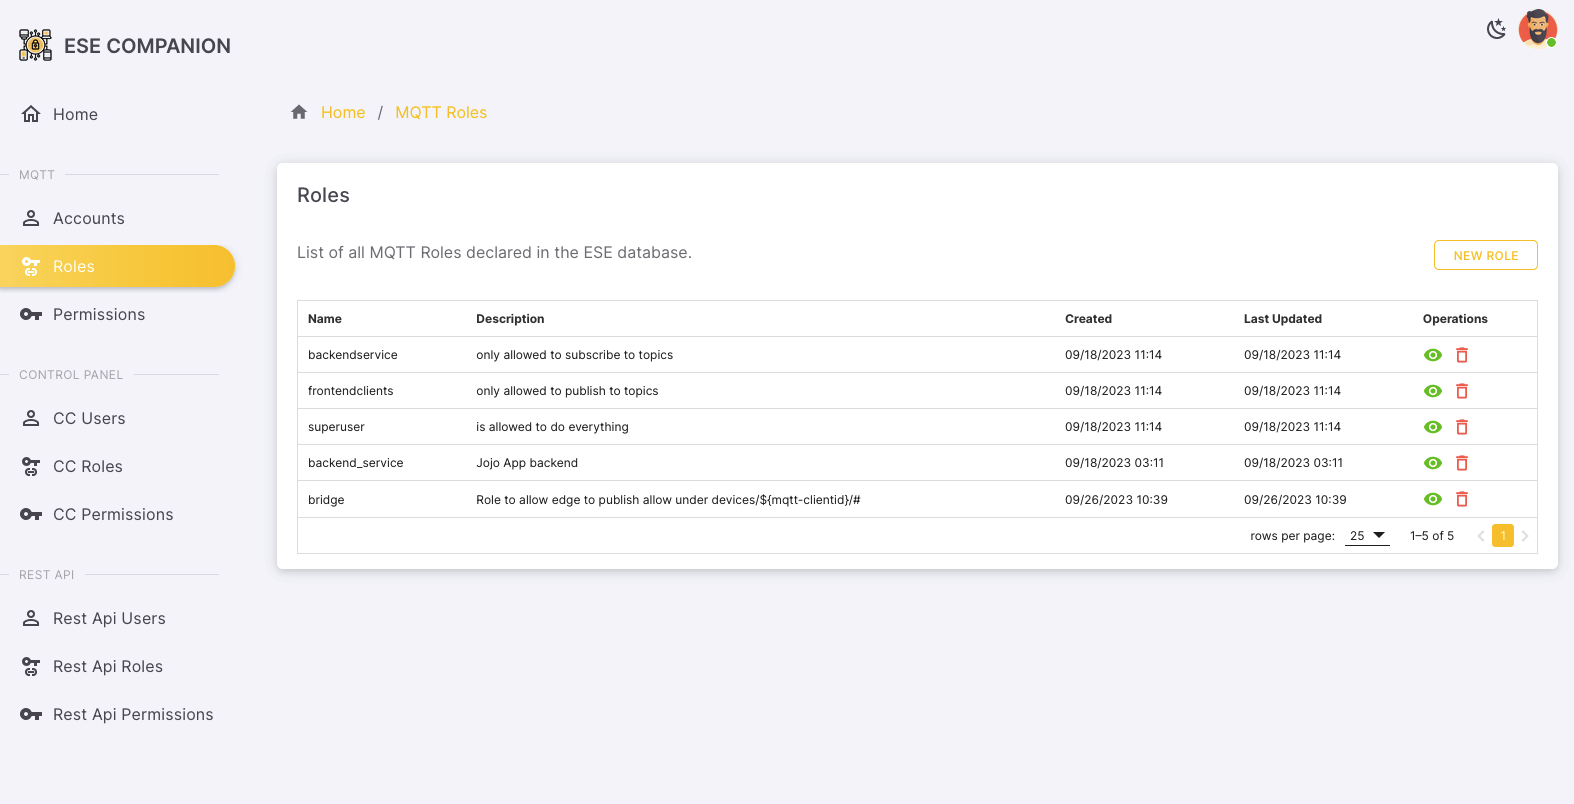 ESE COMPANION
Home
MQTT
Accounts
Roles
Permissions
CONTROL PANEL
CC Users
CC Roles
CC Permissions
REST API
Rest Api Users
Rest Api Roles
Rest Api Permissions
Home / MQTT Roles
Roles
List of all MQTT Roles declared in the ESE database.
NEW ROLE
Name Description Created Last Updated Operations
backendservice only allowed to subscribe to topics 09/18/2023 11:14 09/18/2023 11:14
frontendclients only allowed to publish to topics 09/18/2023 11:14 09/18/2023 11:14
superuser is allowed to do everything 09/18/2023 11:14 09/18/2023 11:14
backend_service Jojo App backend 09/18/2023 03:11 09/18/2023 03:11
bridge Role to allow edge to publish allow under devices/${mqtt-clientid}/# 09/26/2023 10:39 09/26/2023 10:39
rows per page: 25 1–5 of 5 1